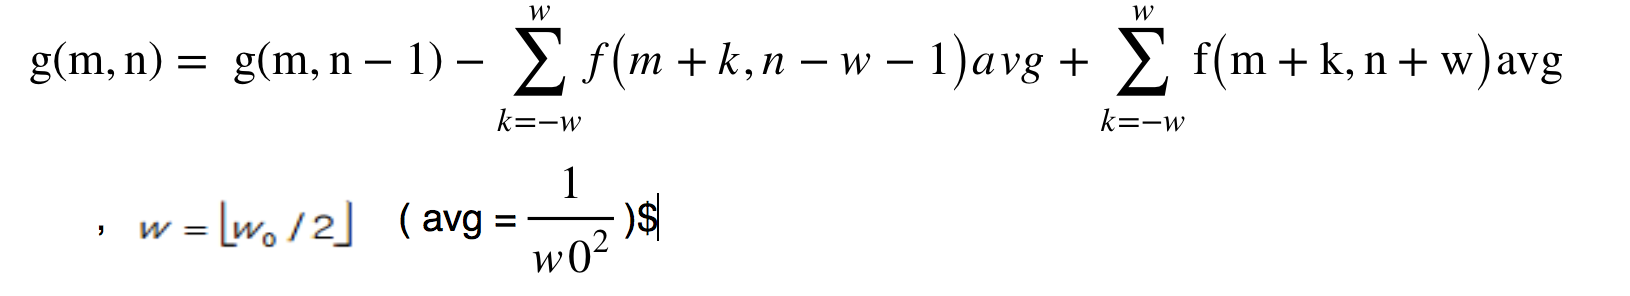 g(m, n) = g(m, n − 1) − ∑_{k=−w}^{w} f(m + k, n − w − 1)avg + ∑_{k=−w}^{w} f(m + k, n + w)avg
, w = ⌊w₀ / 2⌋ ( avg = 1/w0² )$